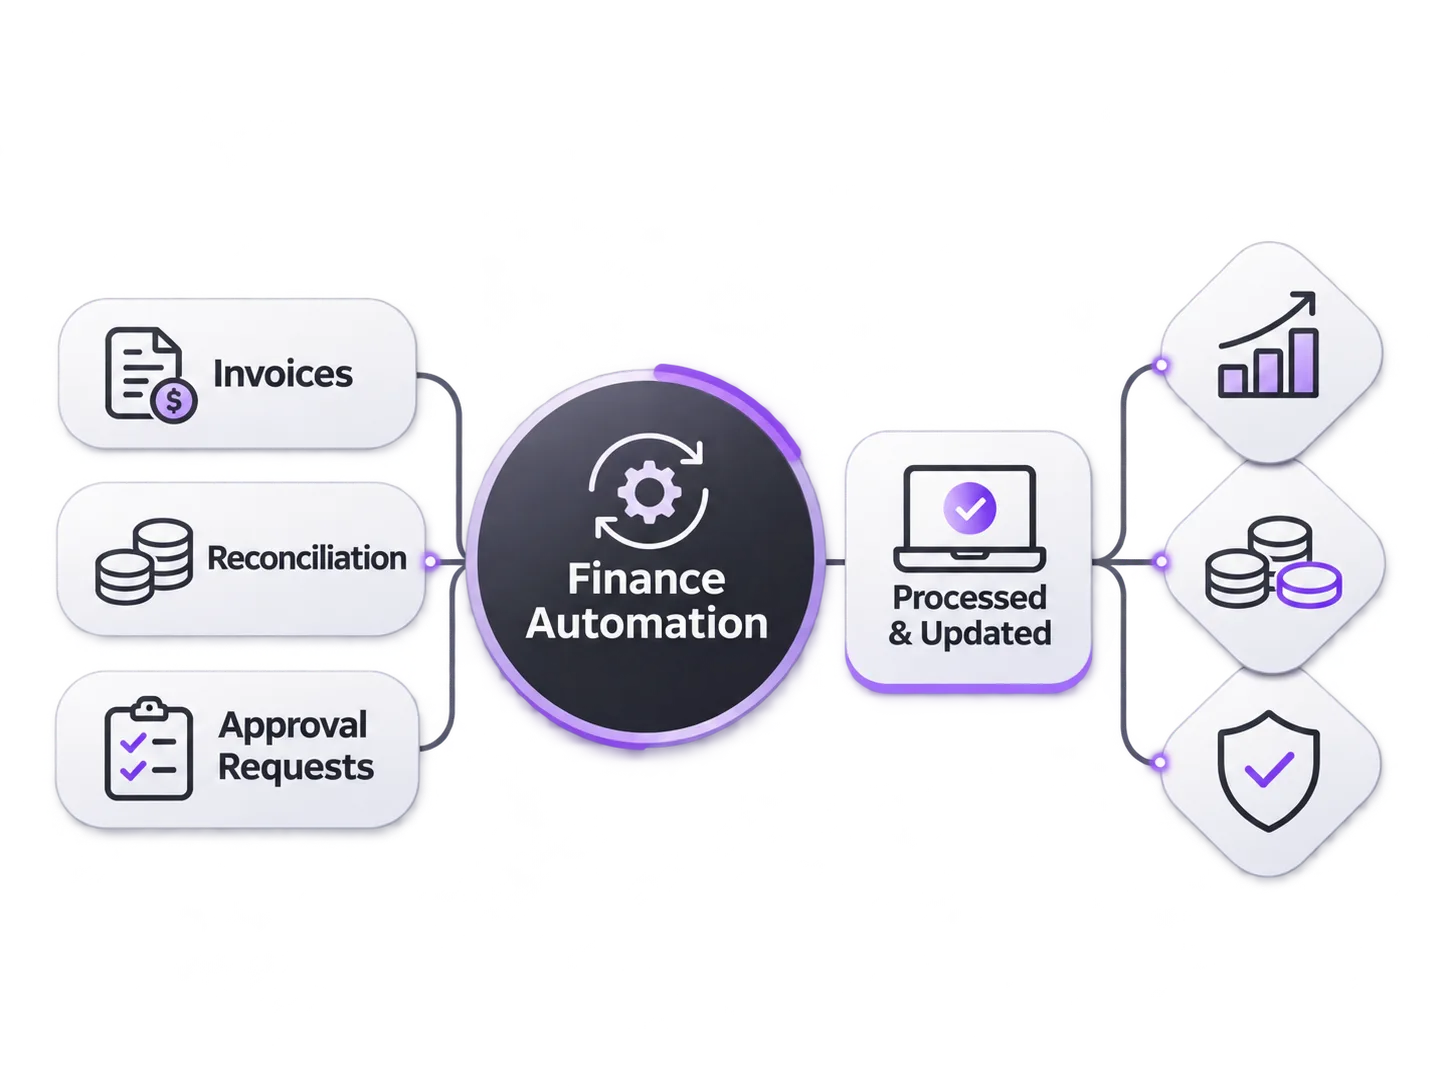 Invoices
$
Reconciliation
Approval
Requests
Finance
Automation
Processed
& Updated